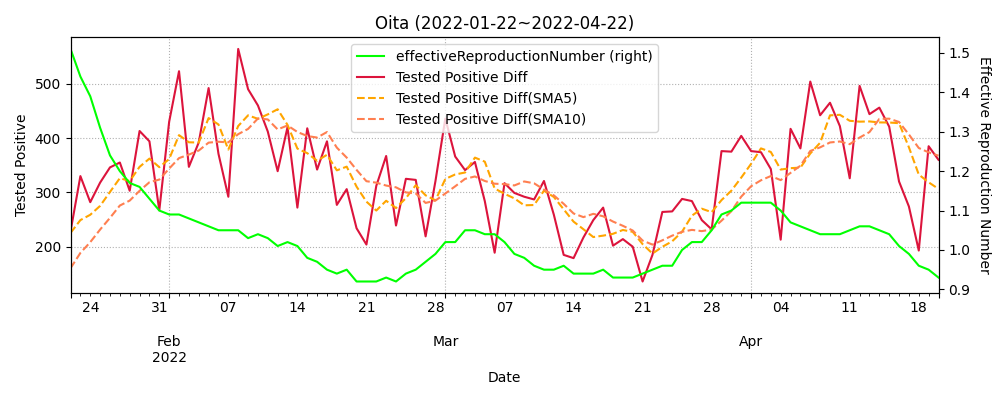 Oita (2022-01-22~2022-04-22)
effectiveReproductionNumber (right)
Tested Positive Diff
Tested Positive Diff(SMA5)
Tested Positive Diff(SMA10)
Tested Positive
500
400
300
200
1.5
1.4
1.3
1.2
1.1
1.0
0.9
Effective Reproduction Number
24 31 07 14 21 28 07 14 21 28 04 11 18
Feb Mar Apr
2022
Date